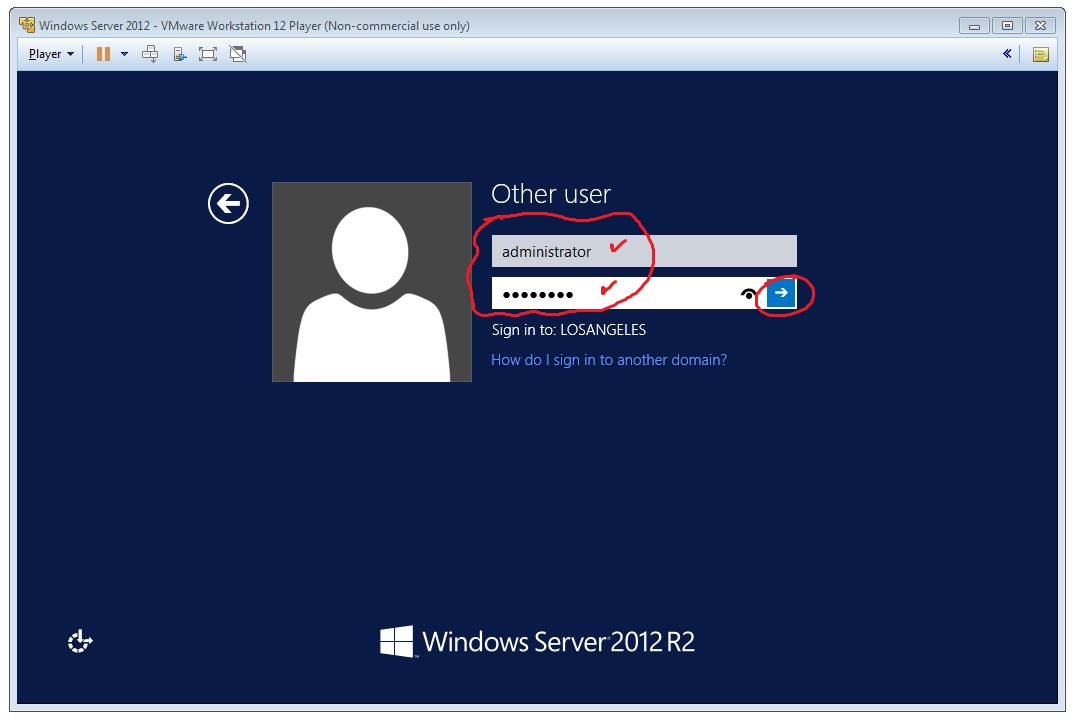 Windows Server 2012 - VMware Workstation 12 Player (Non-commercial use only)
Player
Other user
administrator
••••••••
Sign in to: LOSANGELES
How do I sign in to another domain?
Windows Server 2012 R2